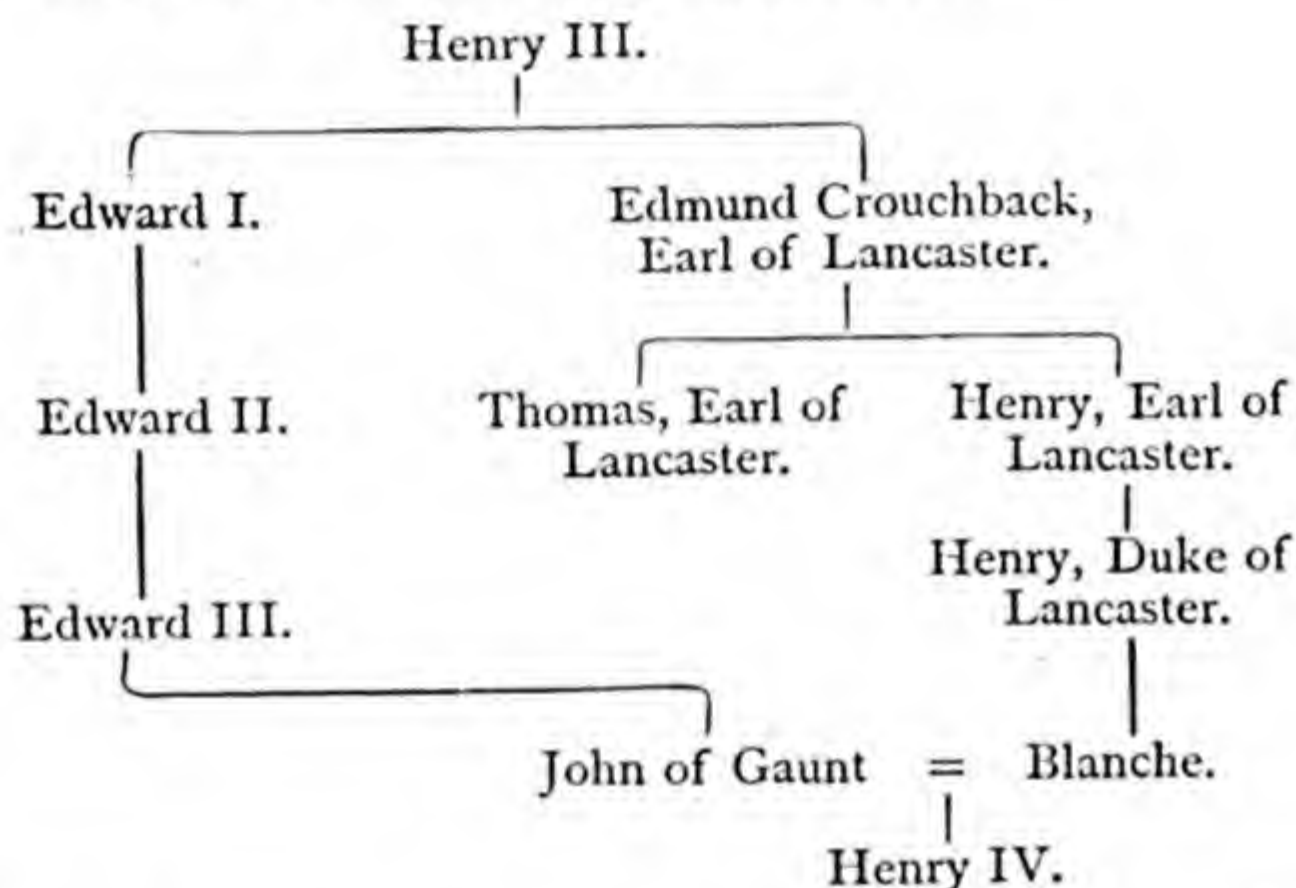 Henry III.
Edward I.
Edmund Crouchback,
Earl of Lancaster.
Edward II.
Thomas, Earl of
Lancaster.
Henry, Earl of
Lancaster.
Henry, Duke of
Lancaster.
Edward III.
John of Gaunt = Blanche.
Henry IV.